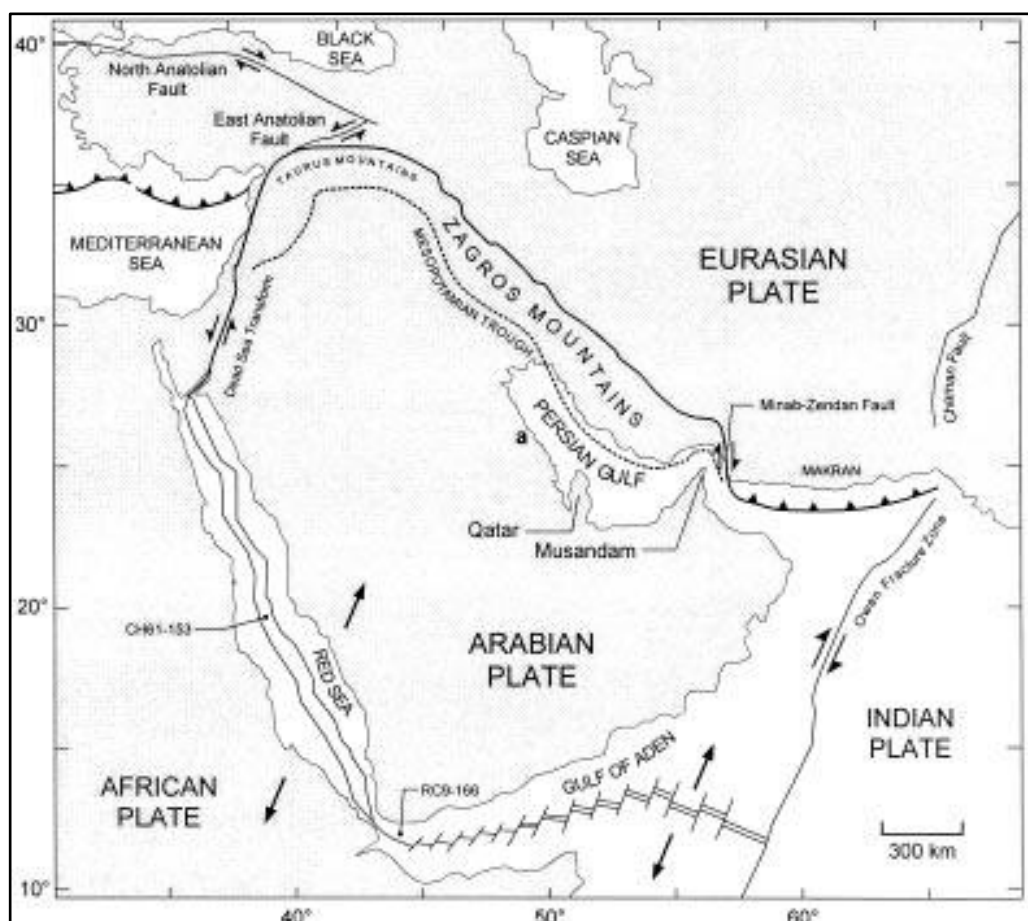 40°
BLACK
SEA
North Anatolian
Fault
East Anatolian
Fault
CASPIAN
SEA
TAURUS MOUNTAINS
MEDITERRANEAN
SEA
ZAGROS MOUNTAINS
MESOPOTAMIAN TROUGH
EURASIAN
PLATE
30°
Dead Sea Transform
Chaman Fault
Minab-Zendan Fault
a
PERSIAN GULF
MAKRAN
Qatar
Musandam
Owen Fracture Zone
20°
CH61-153
RED SEA
ARABIAN
PLATE
INDIAN
PLATE
GULF OF ADEN
AFRICAN
PLATE
RC9-166
300 km
10°
40°
50°
60°